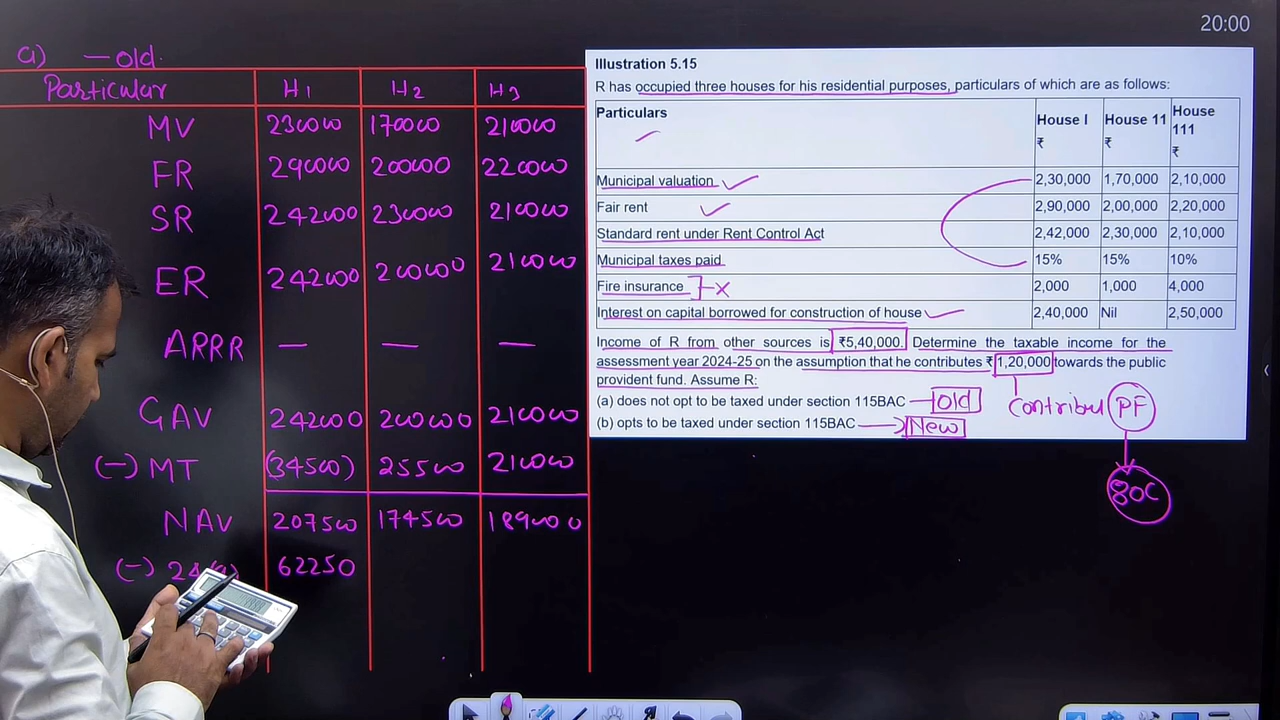 20:00
a) — old.
Particular H1 H2 H3
MV 230000 170000 210000
FR 290000 200000 220000
SR 242000 230000 210000
ER 242000 200000 210000
ARRR — — —
GAV 242000 200000 210000
(-) MT (34500) 25500 210000
NAV 207500 174500 189000
(-) 24(a) 62250
Illustration 5.15
R has occupied three houses for his residential purposes, particulars of which are as follows:
Particulars House I ₹ House 11 ₹ House 111 ₹
Municipal valuation 2,30,000 1,70,000 2,10,000
Fair rent 2,90,000 2,00,000 2,20,000
Standard rent under Rent Control Act 2,42,000 2,30,000 2,10,000
Municipal taxes paid 15% 15% 10%
Fire insurance x 2,000 1,000 4,000
Interest on capital borrowed for construction of house 2,40,000 Nil 2,50,000
Income of R from other sources is ₹5,40,000. Determine the taxable income for the
assessment year 2024-25 on the assumption that he contributes ₹ 1,20,000 towards the public
provident fund. Assume R:
(a) does not opt to be taxed under section 115BAC old
(b) opts to be taxed under section 115BAC New
Contribu PF
80C